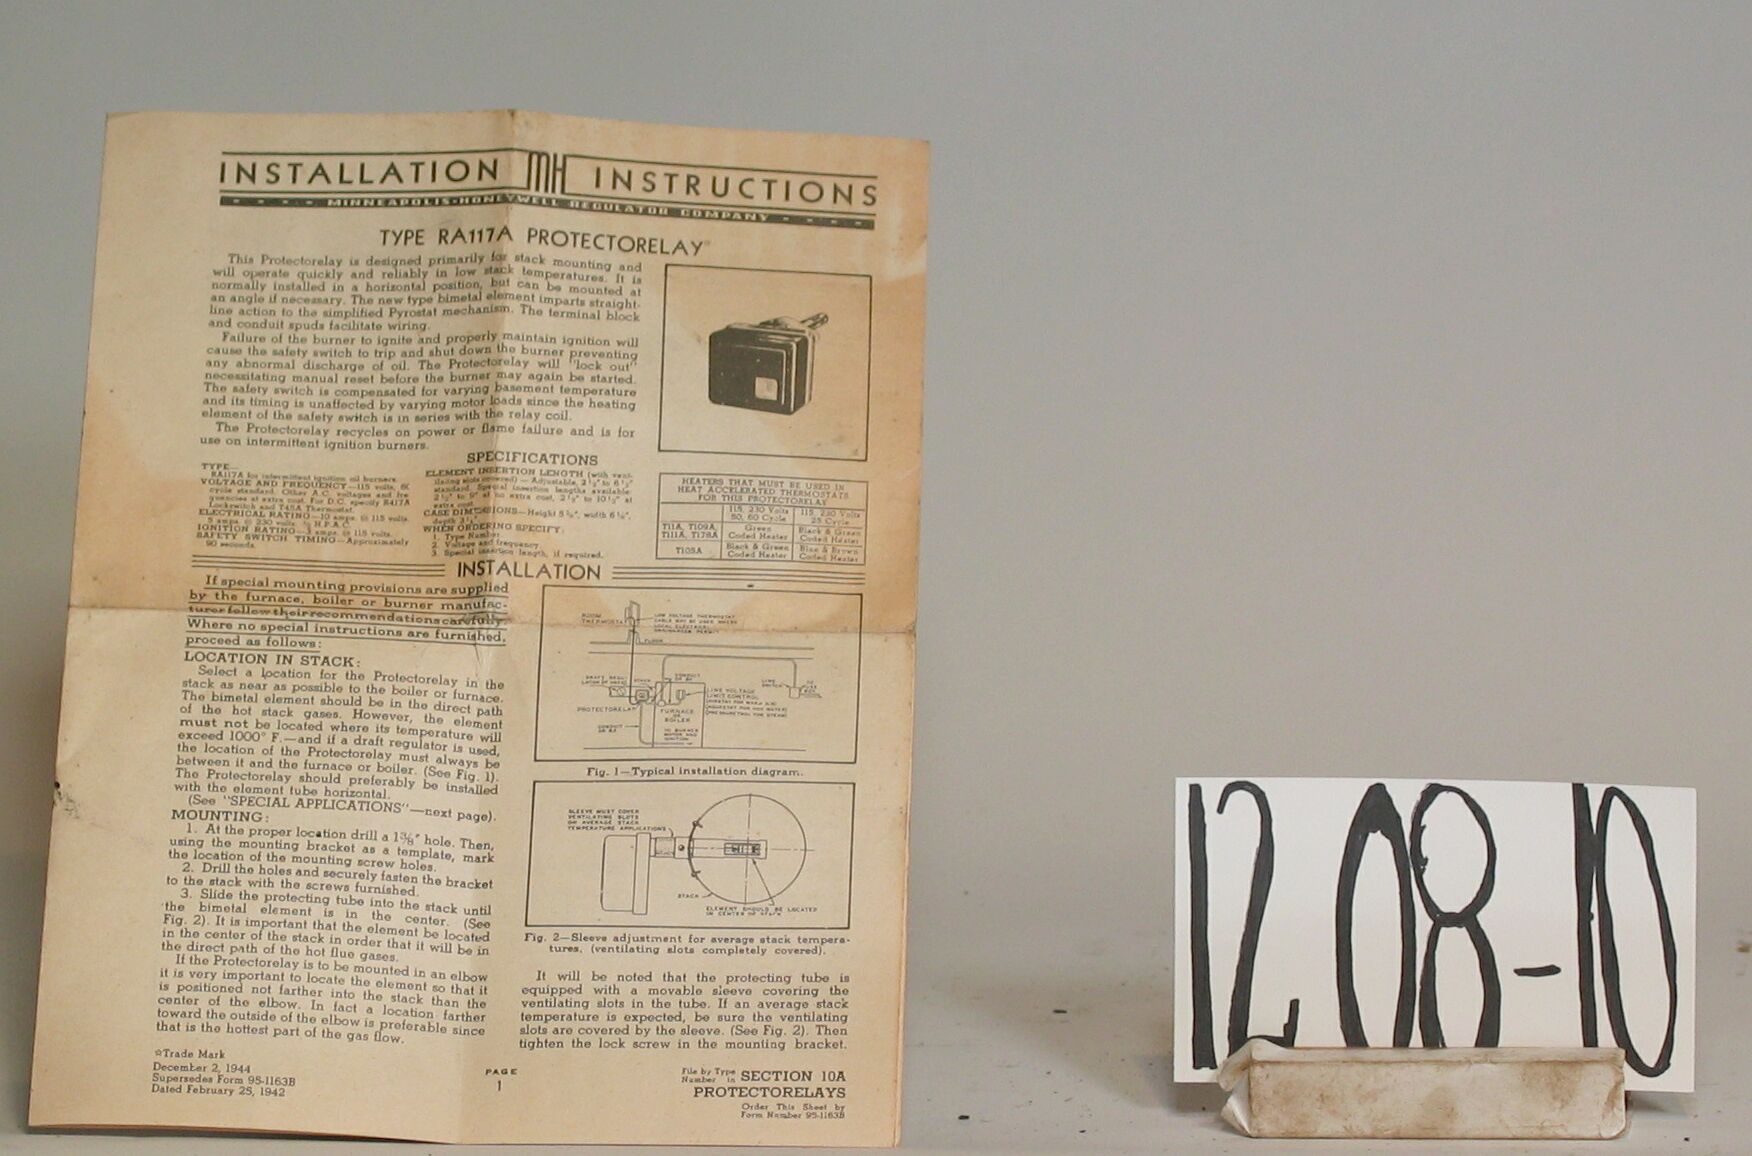 INSTALLATION MH INSTRUCTIONS
MINNEAPOLIS-HONEYWELL REGULATOR COMPANY
TYPE RA117A PROTECTORELAY
This Protectorelay is designed primarily for stack mounting and
will operate quickly and reliably in low stack temperatures. It is
normally installed in a horizontal position, but can be mounted at
an angle if necessary. The new type bimetal element imparts straight-
line action to the simplified Pyrostat mechanism. The terminal block
and conduit spuds facilitate wiring.
Failure of the burner to ignite and properly maintain ignition will
cause the safety switch to trip and shut down the burner preventing
any abnormal discharge of oil. The Protectorelay will "lock out"
necessitating manual reset before the burner may again be started.
The safety switch is compensated for varying basement temperature
and its timing is unaffected by varying motor loads since the heating
element of the safety switch is in series with the relay coil.
The Protectorelay recycles on power or flame failure and is for
use on intermittent ignition burners.
SPECIFICATIONS
TYPE—
RA117A for intermittent ignition oil burners.
VOLTAGE AND FREQUENCY—115 volts, 60
cycle standard. Other A.C. voltages and fre
quencies at extra cost. For D.C. specify R417A
Lockswitch and T45A Thermostat.
ELECTRICAL RATING—10 amps. @ 115 volts.
5 amps. @ 230 volts. H.P.A.C.
IGNITION RATING—3 amps. @ 115 volts.
SAFETY SWITCH TIMING—Approximately
90 seconds.
ELEMENT INSERTION LENGTH (with vent-
ilating slots covered) — Adjustable, 2½" to 6½"
standard. Special insertion lengths available:
2½" to 9" at no extra cost, 2½" to 10½" at
extra cost.
CASE DIMENSIONS—Height 5 width 6
depth
WHEN ORDERING SPECIFY:
1. Type Number
2. Voltage and frequency
3. Special insertion length, if required.
HEATERS THAT MUST BE USED IN
HEAT ACCELERATED THERMOSTATS
FOR THIS PROTECTORELAY
115, 230 Volts 115, 230 Volts
50, 60 Cycle 25 Cycle
T11A, T109A, Green Black & Green
T111A, T178A Coded Heater Coded Heater
T105A Black & Green Blue & Brown
Coded Heater Coded Heater
INSTALLATION
If special mounting provisions are supplied
by the furnace, boiler or burner manufac-
turer follow their recommendations carefully.
Where no special instructions are furnished,
proceed as follows:
LOCATION IN STACK:
Select a location for the Protectorelay in the
stack as near as possible to the boiler or furnace.
The bimetal element should be in the direct path
of the hot stack gases. However, the element
must not be located where its temperature will
exceed 1000° F.—and if a draft regulator is used,
the location of the Protectorelay must always be
between it and the furnace or boiler. (See Fig. 1).
The Protectorelay should preferably be installed
with the element tube horizontal.
(See "SPECIAL APPLICATIONS"—next page).
MOUNTING:
1. At the proper location drill a 1⅜" hole. Then,
using the mounting bracket as a template, mark
the location of the mounting screw holes.
2. Drill the holes and securely fasten the bracket
to the stack with the screws furnished.
3. Slide the protecting tube into the stack until
the bimetal element is in the center. (See
Fig. 2). It is important that the element be located
in the center of the stack in order that it will be in
the direct path of the hot flue gases.
If the Protectorelay is to be mounted in an elbow
it is very important to locate the element so that it
is positioned not farther into the stack than the
center of the elbow. In fact a location farther
toward the outside of the elbow is preferable since
that is the hottest part of the gas flow.
ROOM
THERMOSTAT
LOW VOLTAGE THERMOSTAT
CABLE MAY BE USED WHERE
LOCAL ELECTRICAL
ORDINANCES PERMIT
FLOOR
CONDUIT
OR BX
LINE
SWITCH
PROTECTORELAY
LINE VOLTAGE
LIMIT CONTROL
FURNACE
OR
BOILER
CONDUIT
OR BX
TO BURNER
MOTOR AND
IGNITION
Fig. 1—Typical installation diagram.
SLEEVE MUST COVER
VENTILATING SLOTS
ON AVERAGE STACK
TEMPERATURE APPLICATIONS
STACK
ELEMENT SHOULD BE LOCATED
IN CENTER OF STACK
Fig. 2—Sleeve adjustment for average stack tempera-
tures, (ventilating slots completely covered).
It will be noted that the protecting tube is
equipped with a movable sleeve covering the
ventilating slots in the tube. If an average stack
temperature is expected, be sure the ventilating
slots are covered by the sleeve. (See Fig. 2). Then
tighten the lock screw in the mounting bracket.
☆Trade Mark
December 2, 1944
Supersedes Form 95-1163B
Dated February 25, 1942
PAGE
1
File by Type
Number in SECTION 10A
PROTECTORELAYS
Order This Sheet by
Form Number 95-1163B
1208-10